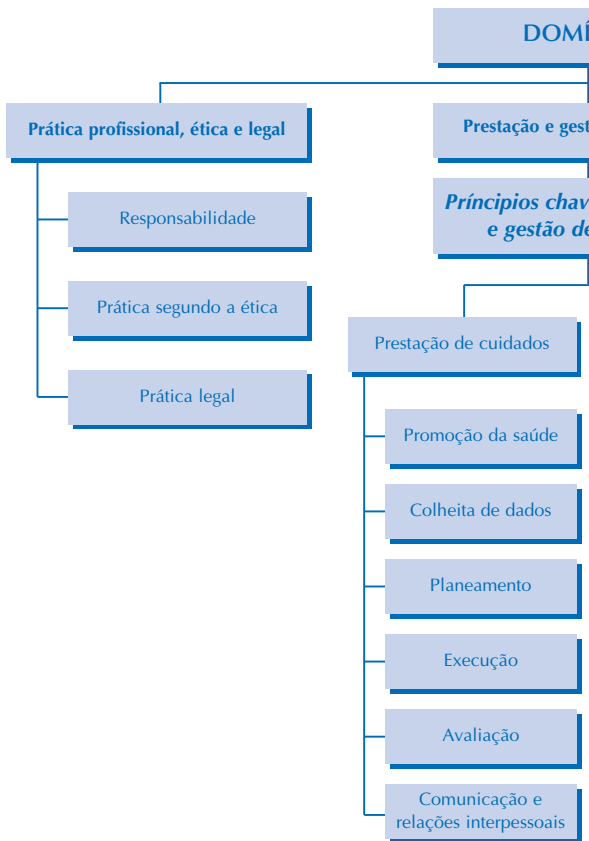 DOMÍ
Prática profissional, ética e legal
Prestação e gest
Responsabilidade
Príncipios chav
e gestão de
Prática segundo a ética
Prestação de cuidados
Prática legal
Promoção da saúde
Colheita de dados
Planeamento
Execução
Avaliação
Comunicação e
relações interpessoais